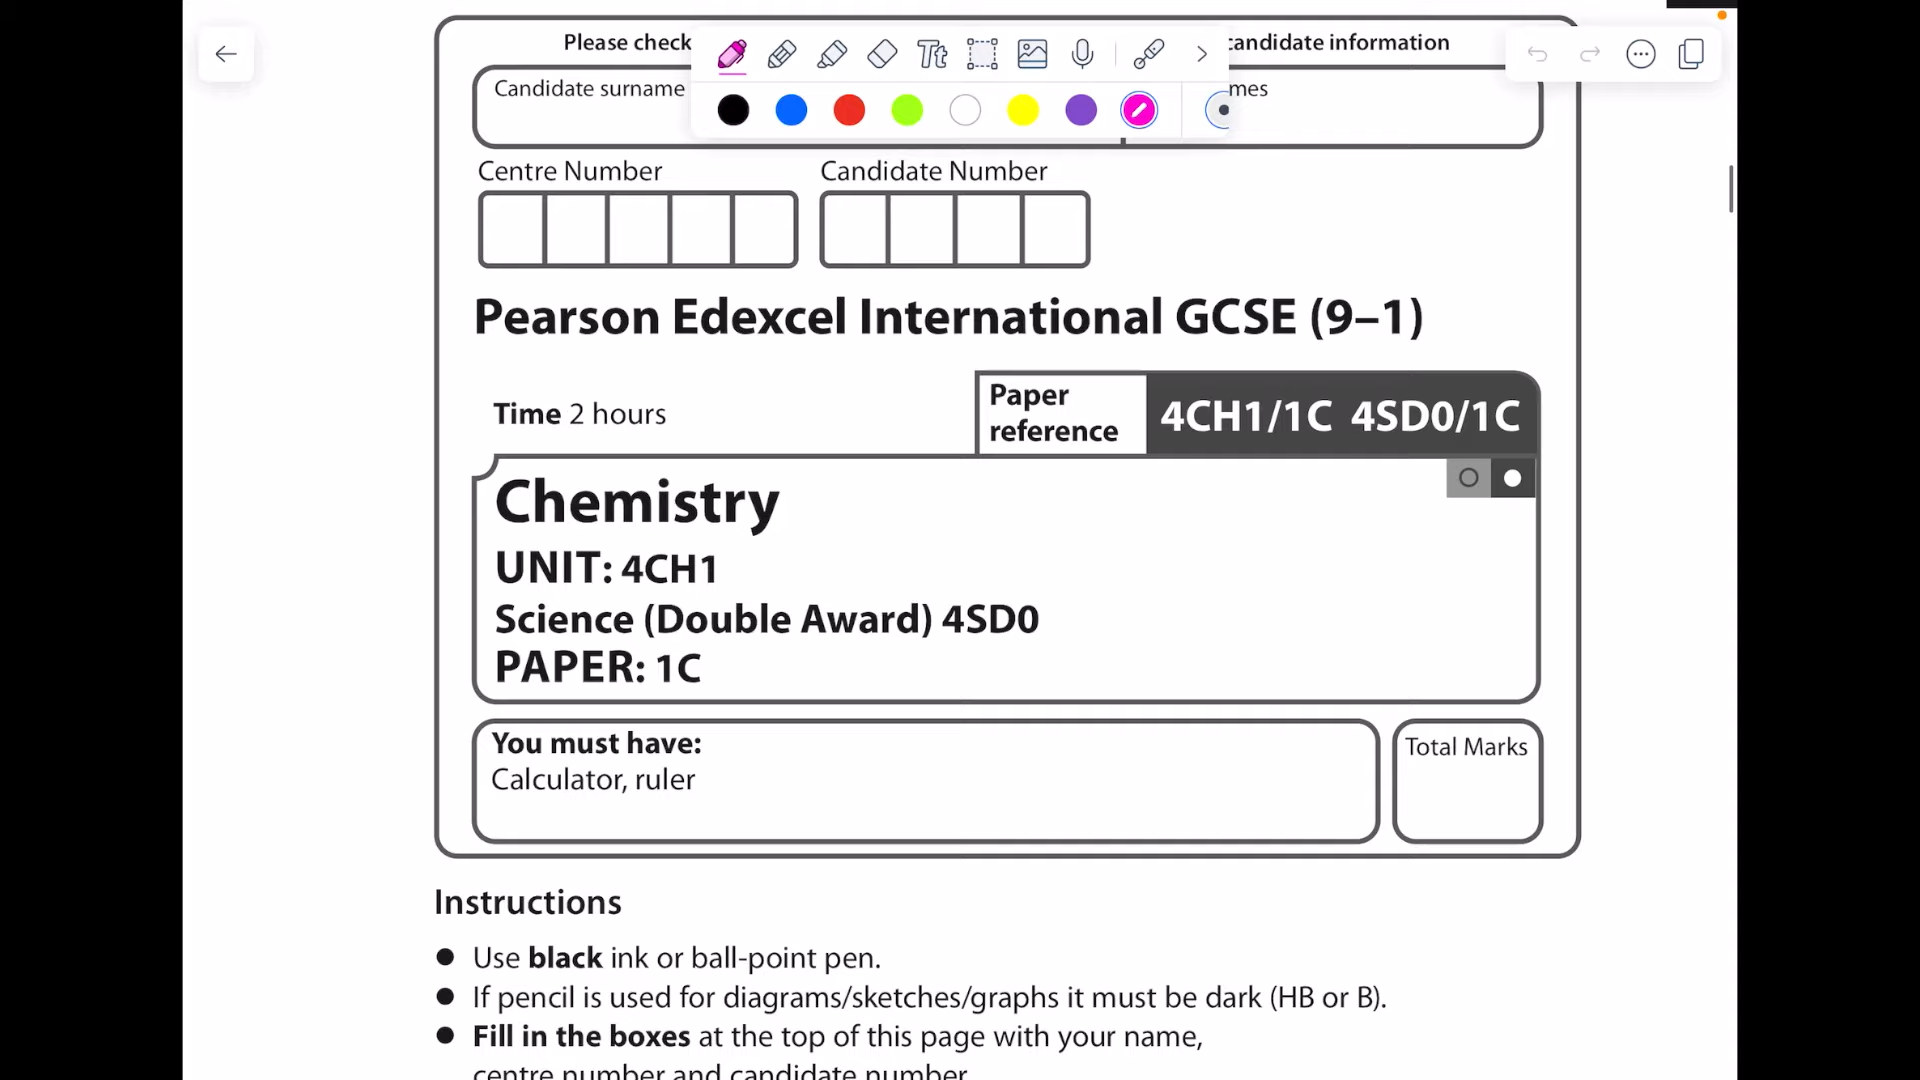 Please check
candidate information
Candidate surname
mes
Tt
Centre Number
Candidate Number
Pearson Edexcel International GCSE (9–1)
Time 2 hours
Paper
reference
4CH1/1C 4SD0/1C
Chemistry
UNIT: 4CH1
Science (Double Award) 4SD0
PAPER: 1C
You must have:
Calculator, ruler
Total Marks
Instructions
● Use black ink or ball-point pen.
● If pencil is used for diagrams/sketches/graphs it must be dark (HB or B).
● Fill in the boxes at the top of this page with your name,
centre number and candidate number